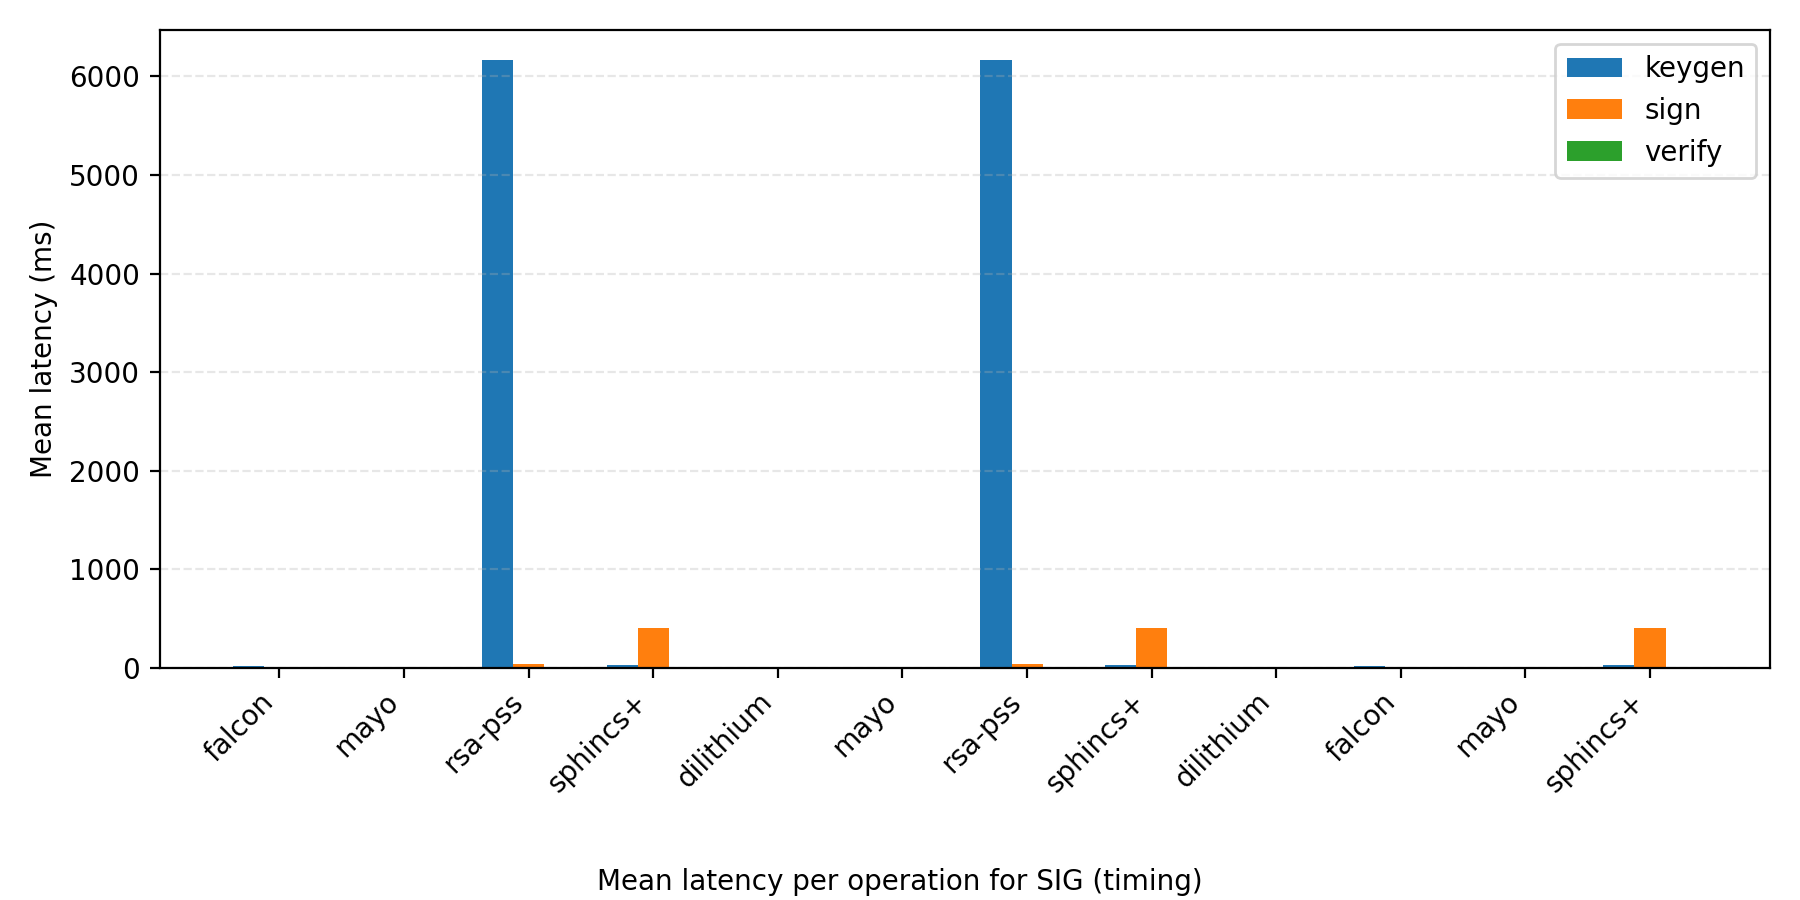 6000
5000
4000
3000
2000
1000
0
Mean latency (ms)
keygen
sign
verify
falcon
mayo
rsa-pss
sphincs+
dilithium
mayo
rsa-pss
sphincs+
dilithium
falcon
mayo
sphincs+
Mean latency per operation for SIG (timing)